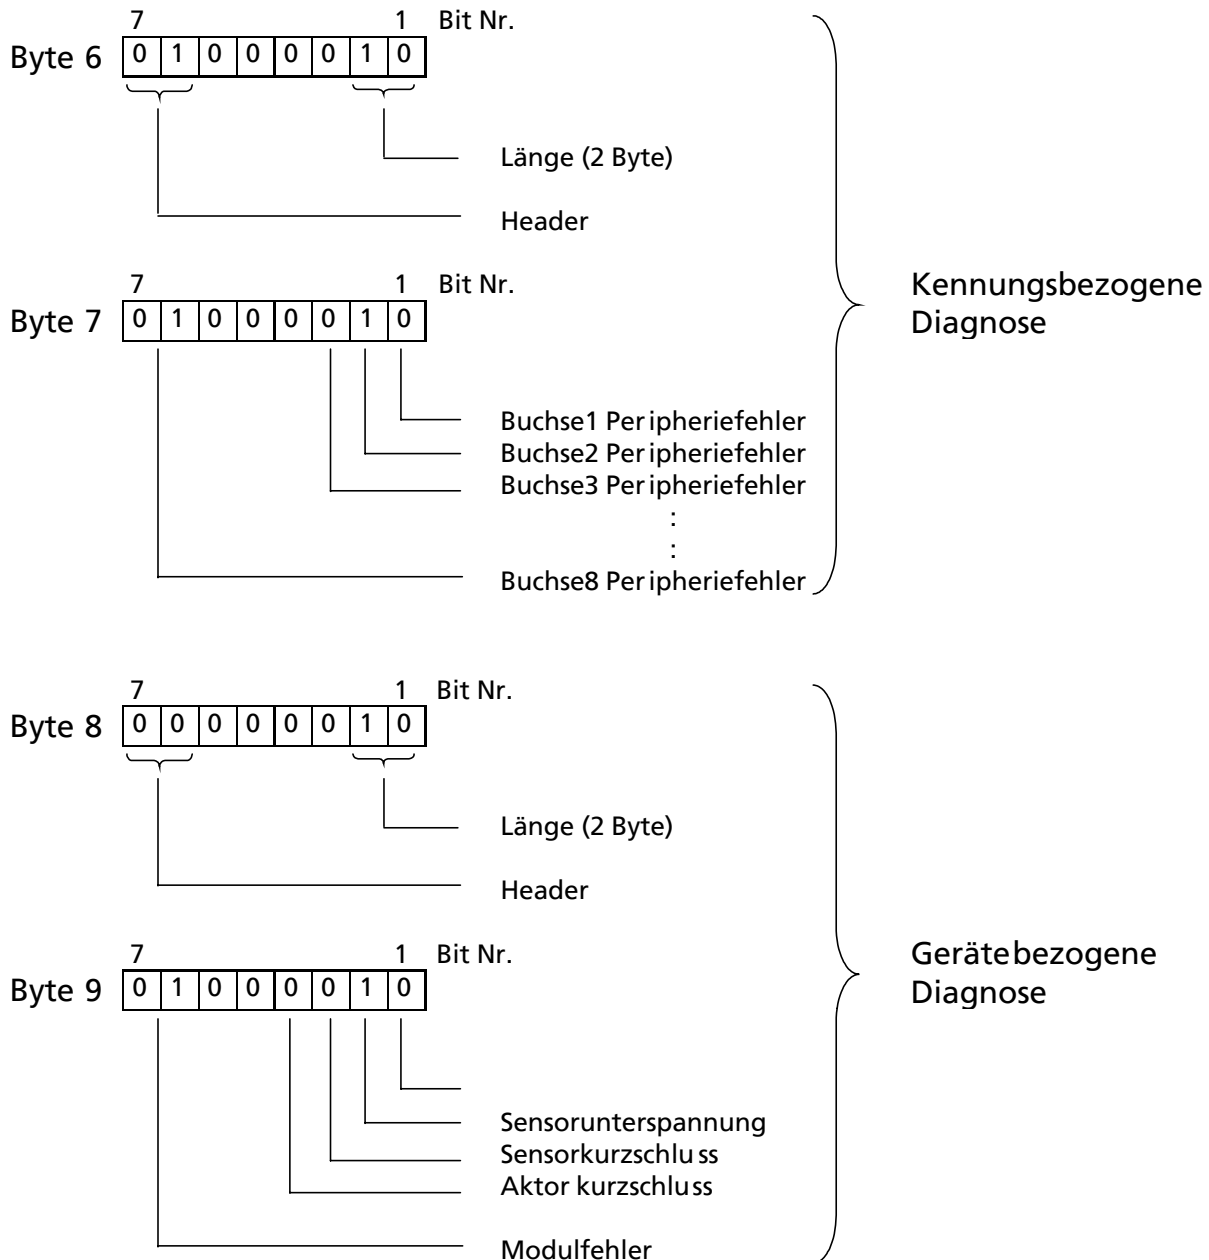 7 1 Bit Nr.
Byte 6 0 1 0 0 0 0 1 0
Länge (2 Byte)
Header
7 1 Bit Nr.
Byte 7 0 1 0 0 0 0 1 0
Kennungsbezogene
Diagnose
Buchse1 Peripheriefehler
Buchse2 Peripheriefehler
Buchse3 Peripheriefehler
:
:
Buchse8 Peripheriefehler
7 1 Bit Nr.
Byte 8 0 0 0 0 0 0 1 0
Länge (2 Byte)
Header
7 1 Bit Nr.
Byte 9 0 1 0 0 0 0 1 0
Gerätebezogene
Diagnose
Sensorunterspannung
Sensorkurzschluss
Aktor kurzschluss
Modulfehler